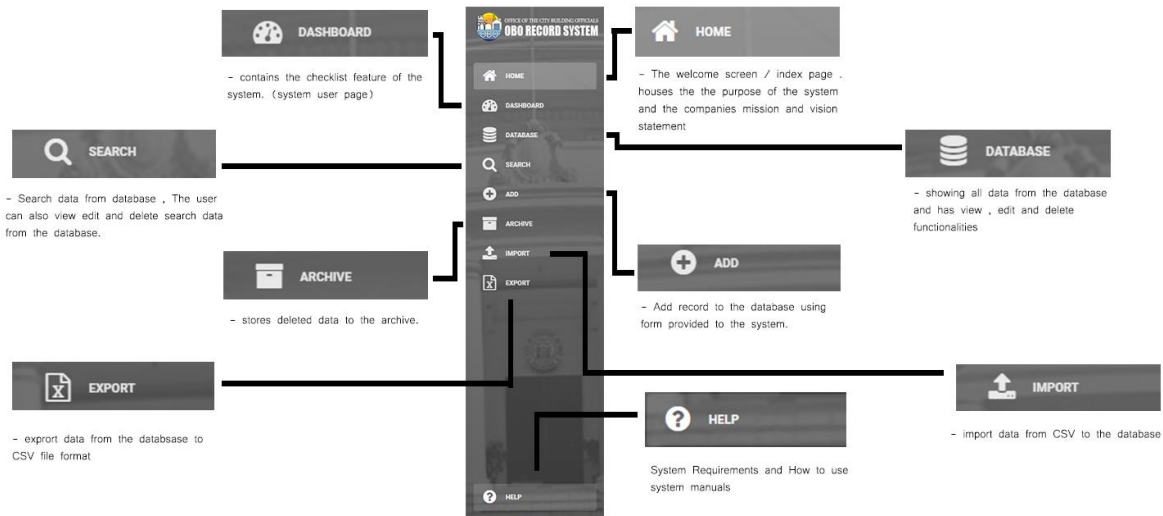 DASHBOARD
- contains the checklist feature of the
system. (system user page)
SEARCH
- Search data from database , The user
can also view edit and delete search data
from the database.
ARCHIVE
- stores deleted data to the archive.
EXPORT
- exprort data from the databsase to
CSV file format
OFFICE OF THE CITY BUILDING OFFICIALS
OBO RECORD SYSTEM
HOME
DASHBOARD
DATABASE
SEARCH
ADD
ARCHIVE
IMPORT
EXPORT
HELP
HOME
- The welcome screen / index page .
houses the the purpose of the system
and the companies mission and vision
statement
DATABASE
- showing all data from the database
and has view , edit and delete
functionalities
ADD
- Add record to the database using
form provided to the system.
IMPORT
- import data from CSV to the database
HELP
System Requirements and How to use
system manuals